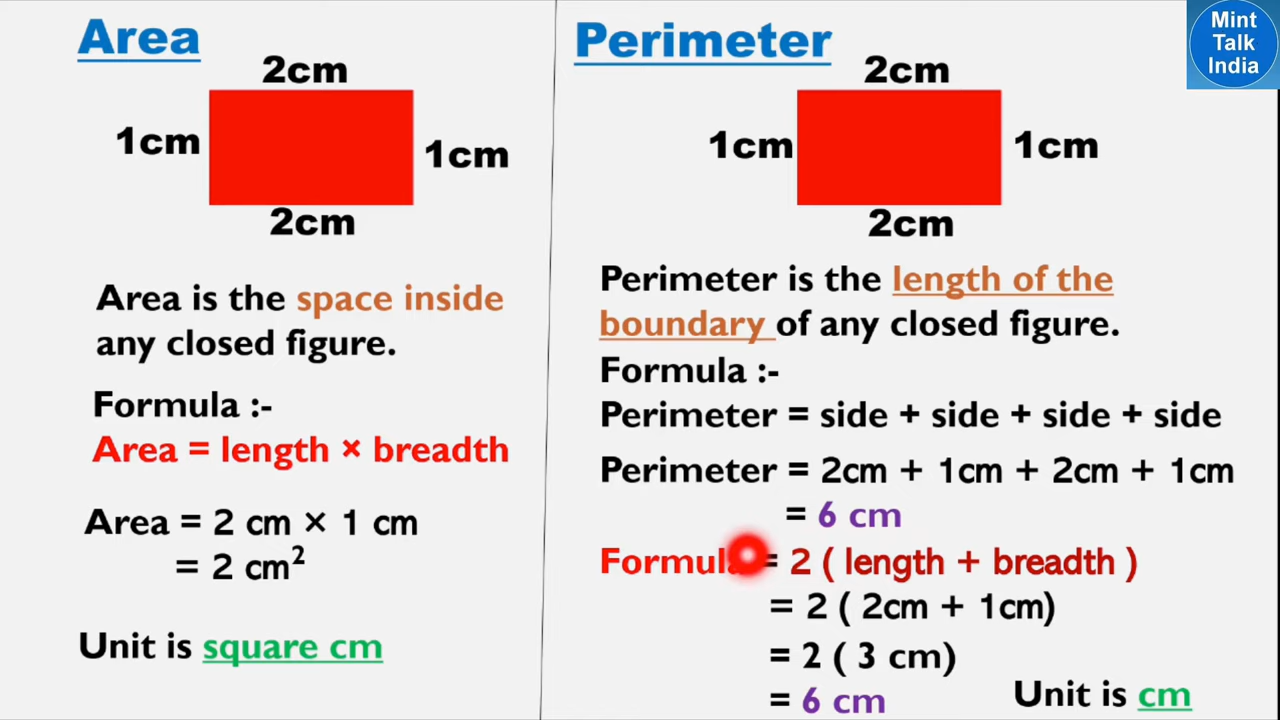 Area
2cm
1cm
1cm
2cm
Area is the space inside
any closed figure.
Formula :-
Area = length × breadth
Area = 2 cm × 1 cm
= 2 cm²
Unit is square cm
Perimeter
2cm
1cm
1cm
2cm
Perimeter is the length of the
boundary of any closed figure.
Formula :-
Perimeter = side + side + side + side
Perimeter = 2cm + 1cm + 2cm + 1cm
= 6 cm
Formula = 2 ( length + breadth )
= 2 ( 2cm + 1cm)
= 2 ( 3 cm)
= 6 cm
Unit is cm
Mint
Talk
India